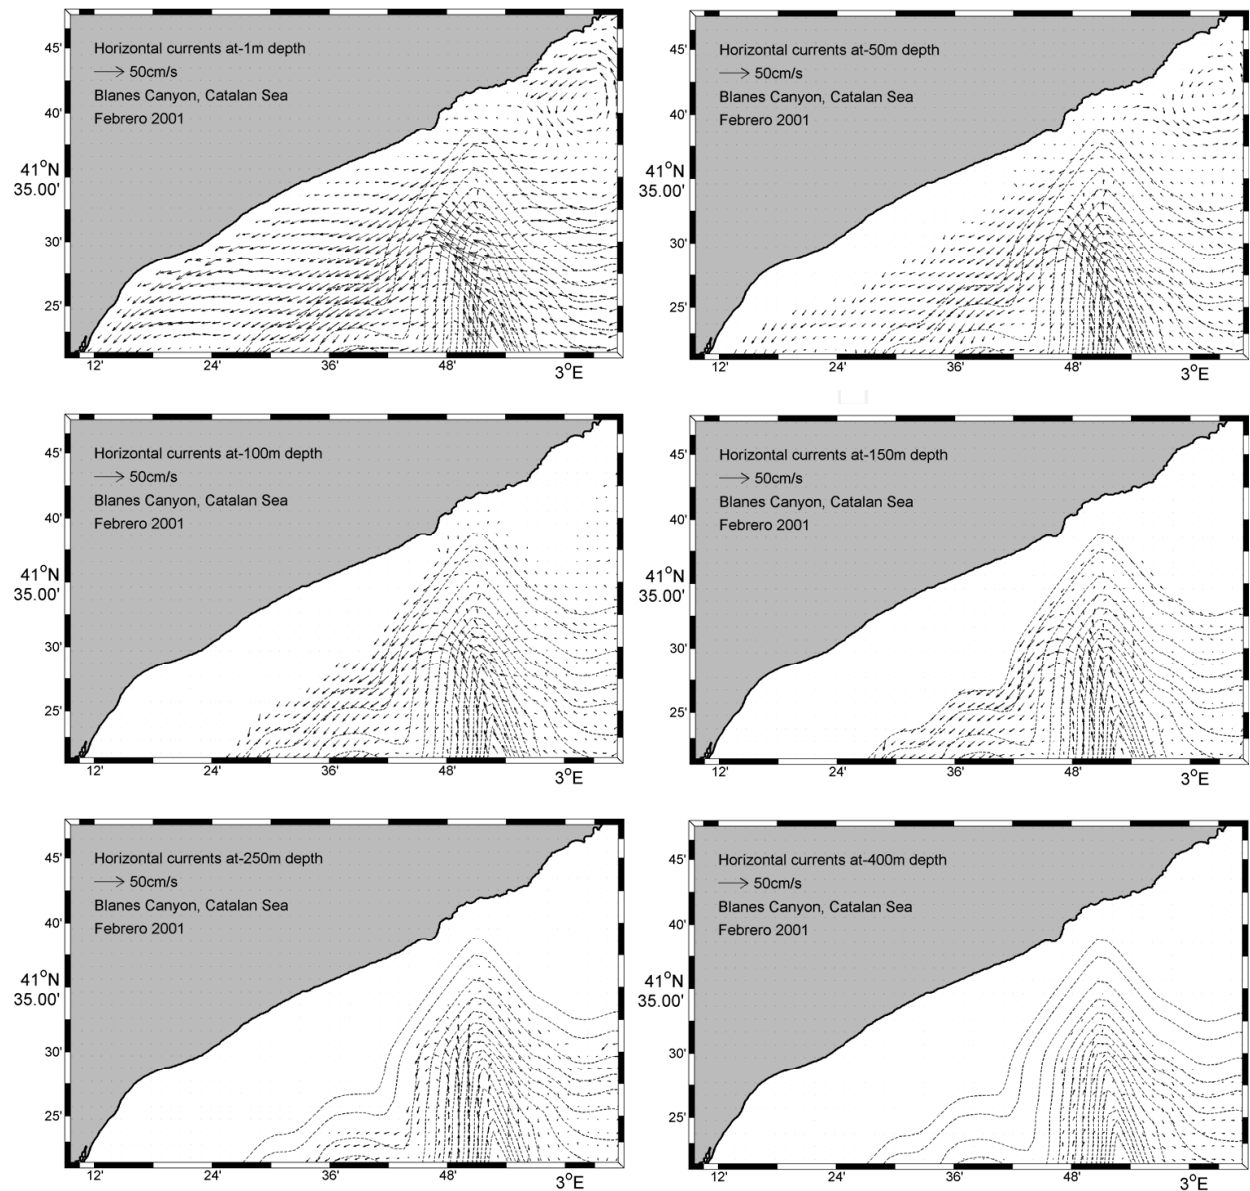 Horizontal currents at-1m depth
50cm/s
Blanes Canyon, Catalan Sea
Febrero 2001
45'
40'
41°N
35.00'
30'
25'
12'
24'
36'
48'
3°E
Horizontal currents at-50m depth
50cm/s
Blanes Canyon, Catalan Sea
Febrero 2001
45'
40'
41°N
35.00'
30'
25'
12'
24'
36'
48'
3°E
Horizontal currents at-100m depth
50cm/s
Blanes Canyon, Catalan Sea
Febrero 2001
45'
40'
41°N
35.00'
30'
25'
12'
24'
36'
48'
3°E
Horizontal currents at-150m depth
50cm/s
Blanes Canyon, Catalan Sea
Febrero 2001
45'
40'
41°N
35.00'
30'
25'
12'
24'
36'
48'
3°E
Horizontal currents at-250m depth
50cm/s
Blanes Canyon, Catalan Sea
Febrero 2001
45'
40'
41°N
35.00'
30'
25'
12'
24'
36'
48'
3°E
Horizontal currents at-400m depth
50cm/s
Blanes Canyon, Catalan Sea
Febrero 2001
45'
40'
41°N
35.00'
30'
25'
12'
24'
36'
48'
3°E